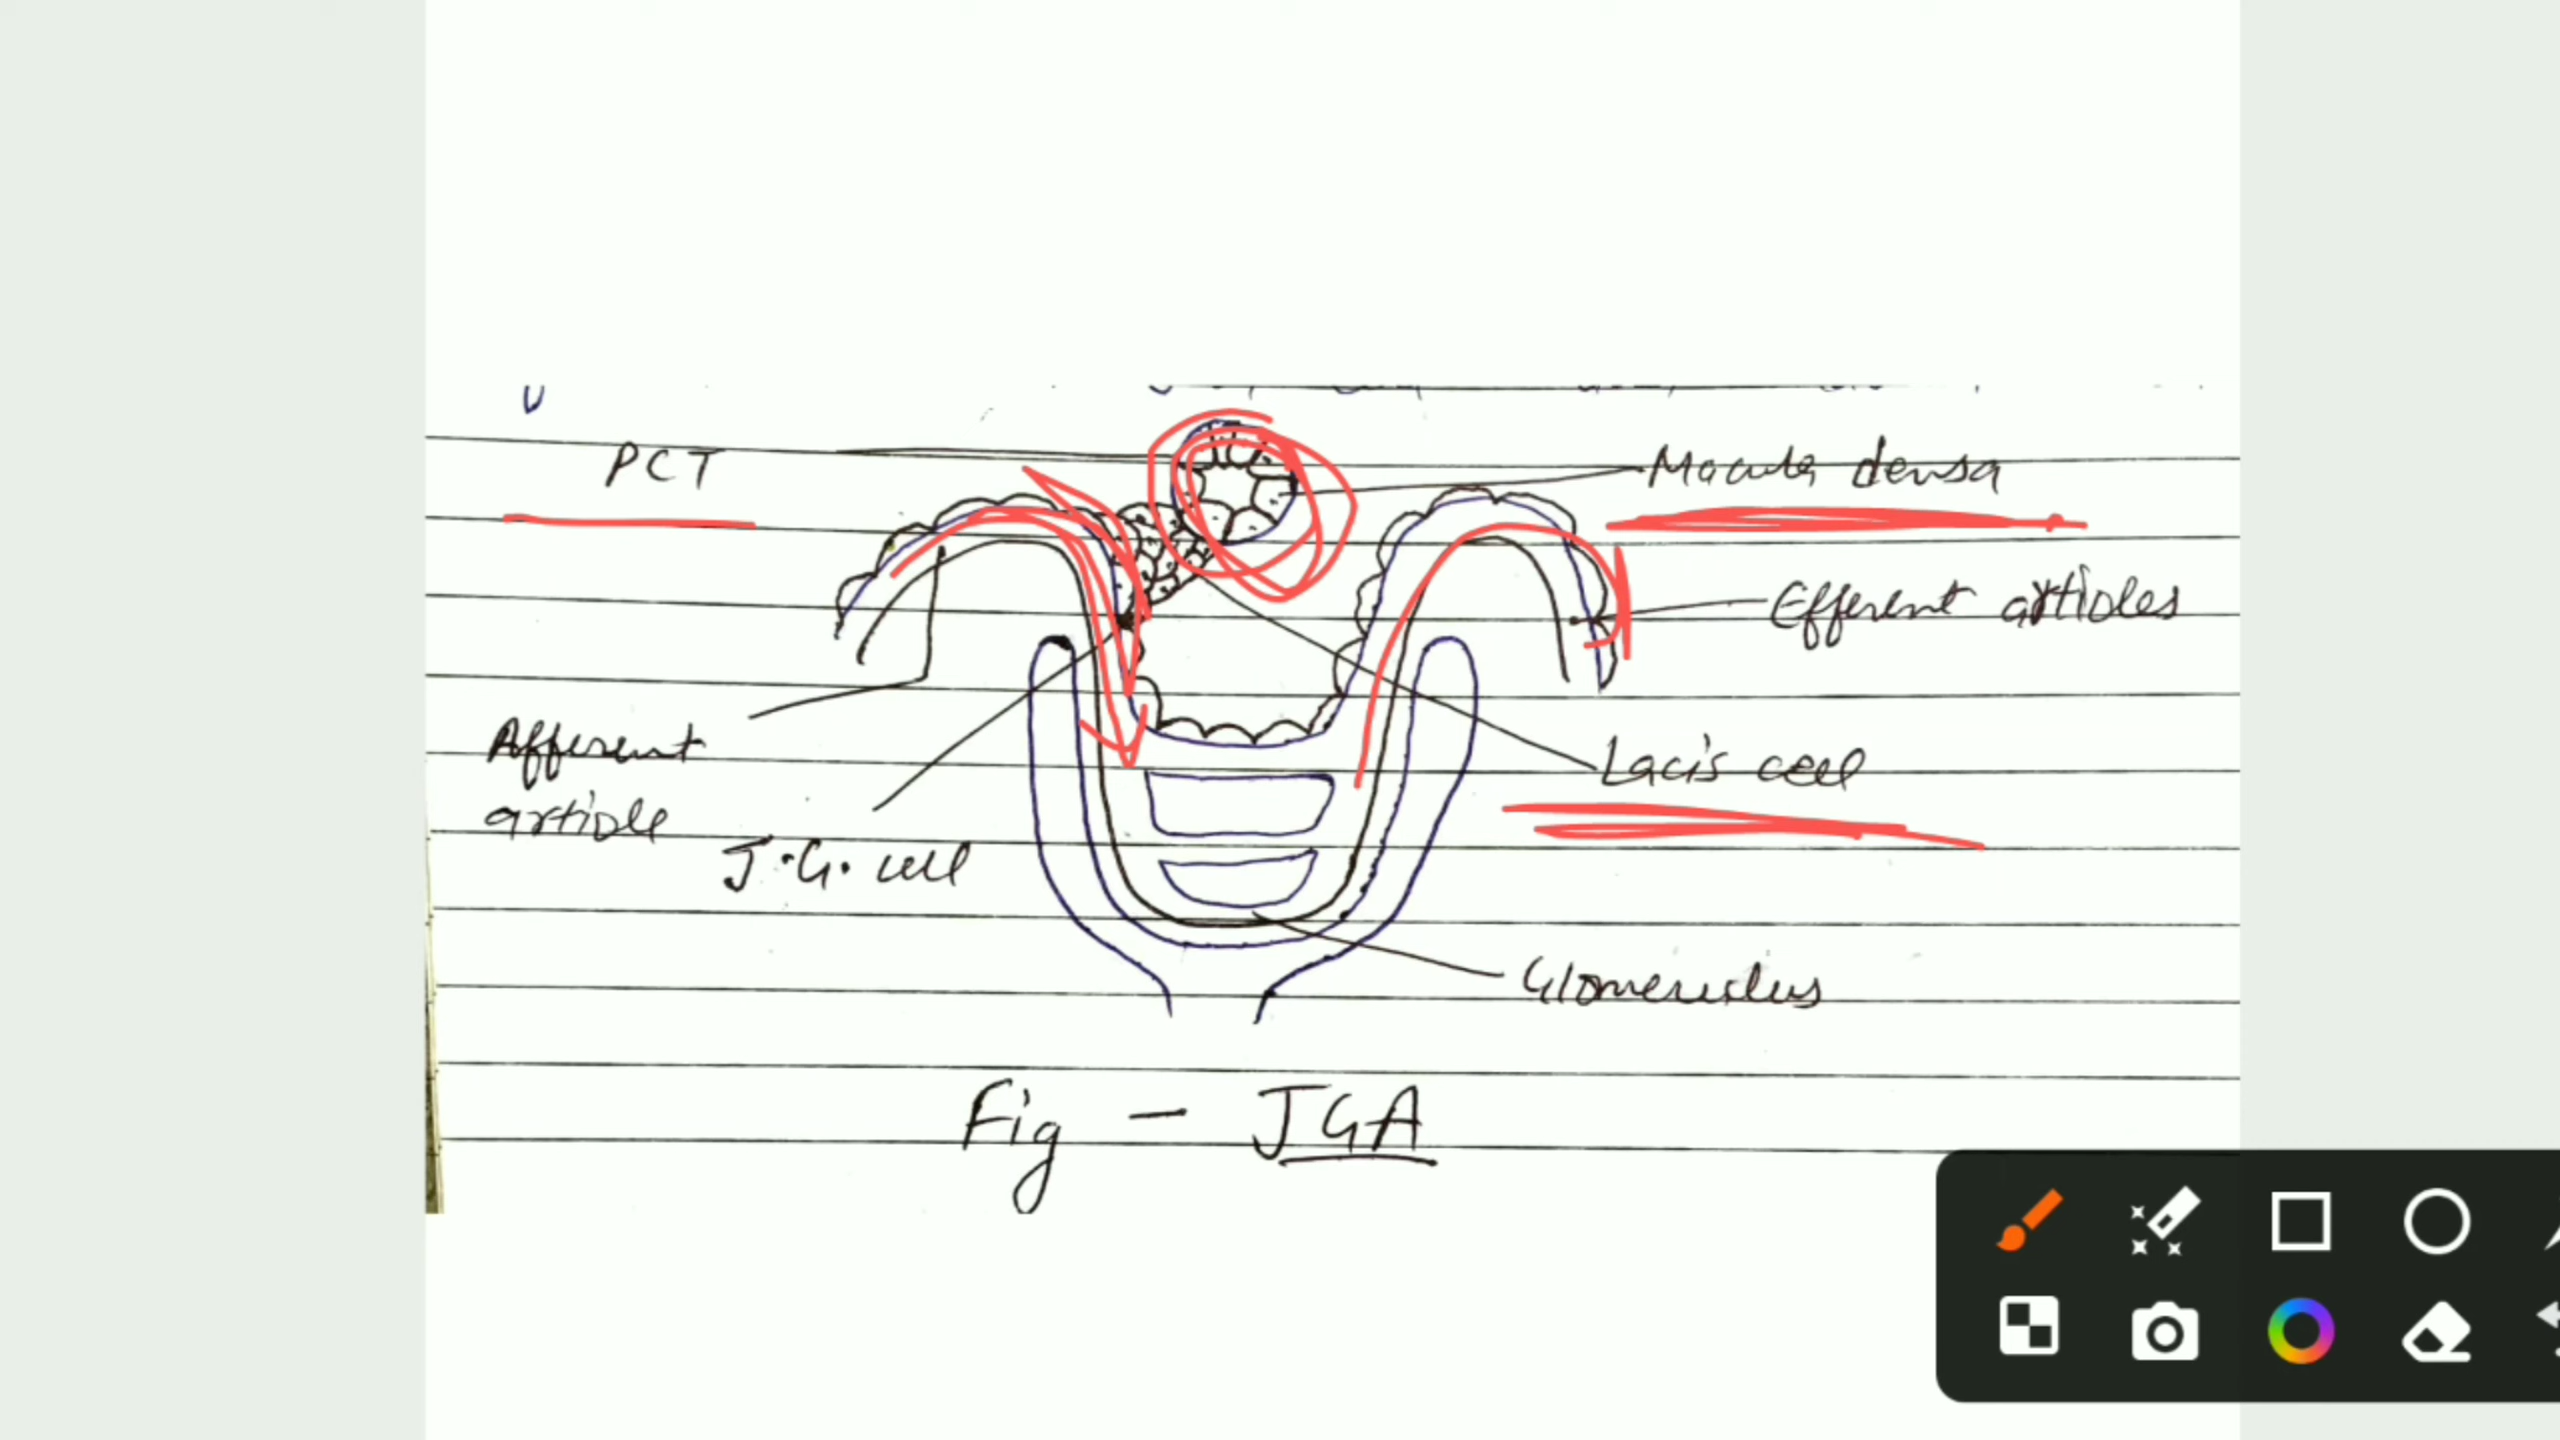 PCT
Macula densa
Efferent artioles
Afferent
artiole
J.G. cell
Lacis cell
Glomerulus
Fig - JGA